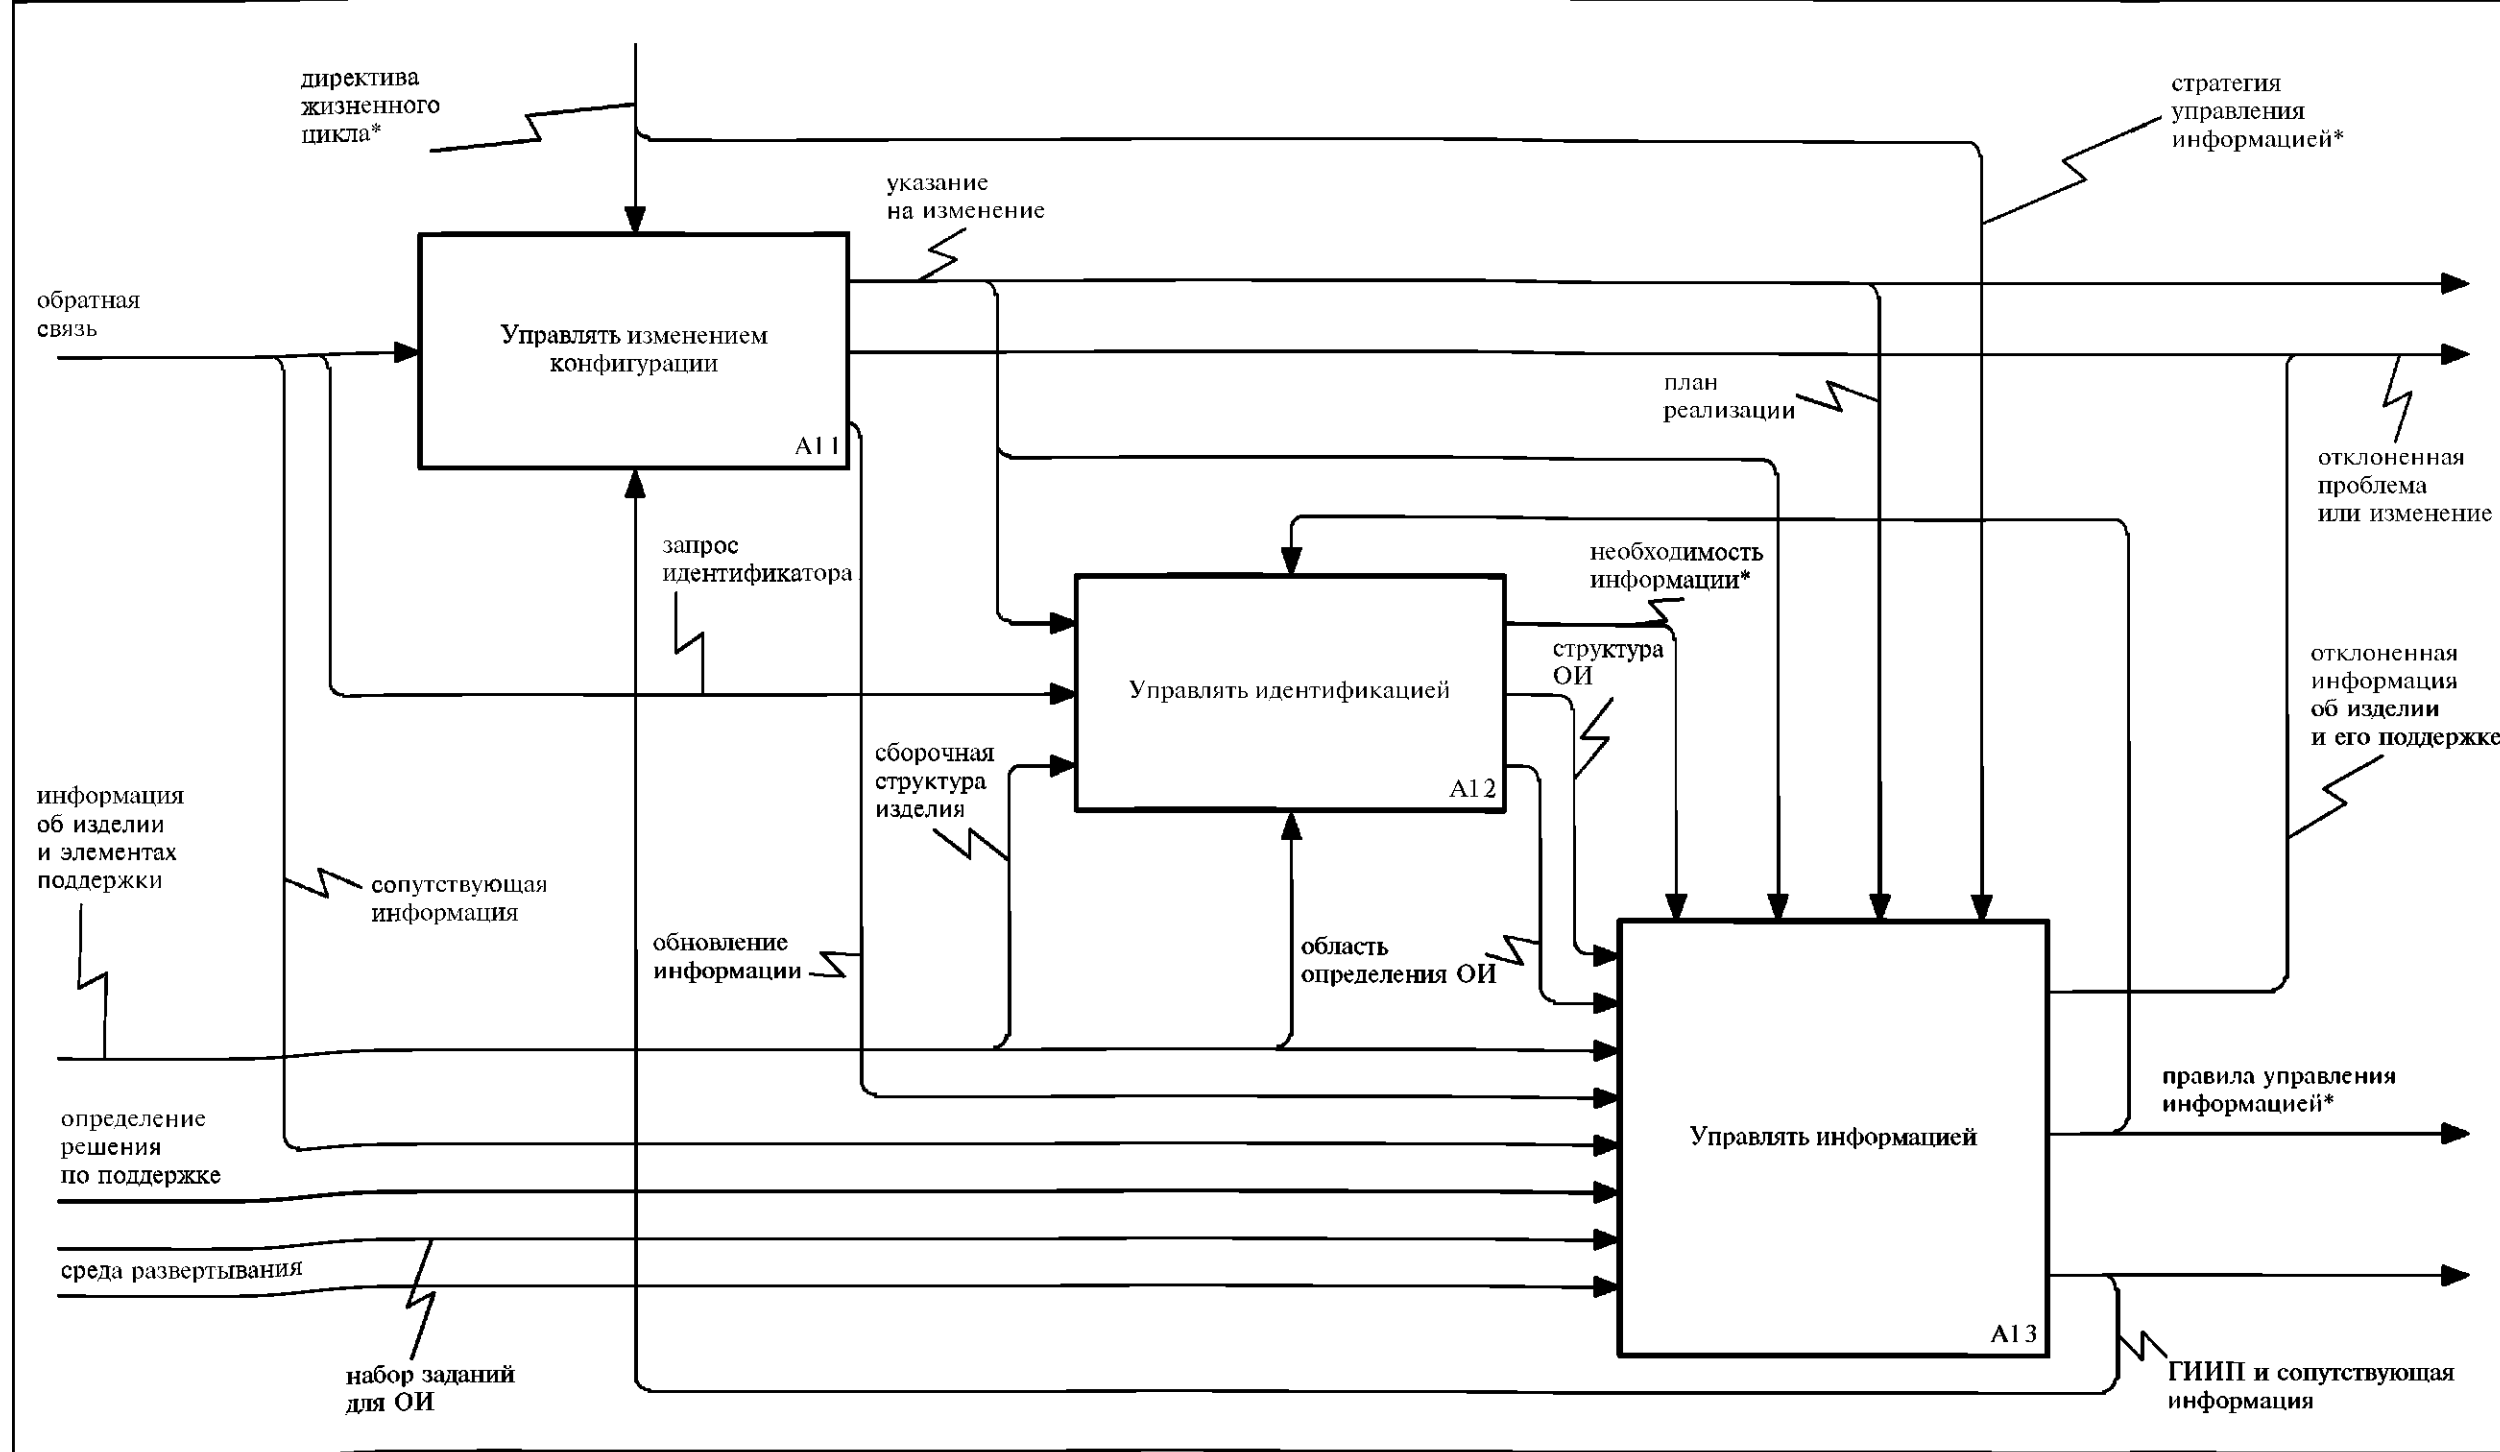 директива
жизненного
цикла*
стратегия
управления
информацией*
указание
на изменение
обратная
связь
Управлять изменением
конфигурации
А11
план
реализации
отклоненная
проблема
или изменение
запрос
идентификатора
необходимость
информации*
структура
ОИ
Управлять идентификацией
А12
отклоненная
информация
об изделии
и его поддержке
сборочная
структура
изделия
информация
об изделии
и элементах
поддержки
сопутствующая
информация
обновление
информации
область
определения ОИ
правила управления
информацией*
определение
решения
по поддержке
Управлять информацией
А13
среда развертывания
набор заданий
для ОИ
ГИИП и сопутствующая
информация